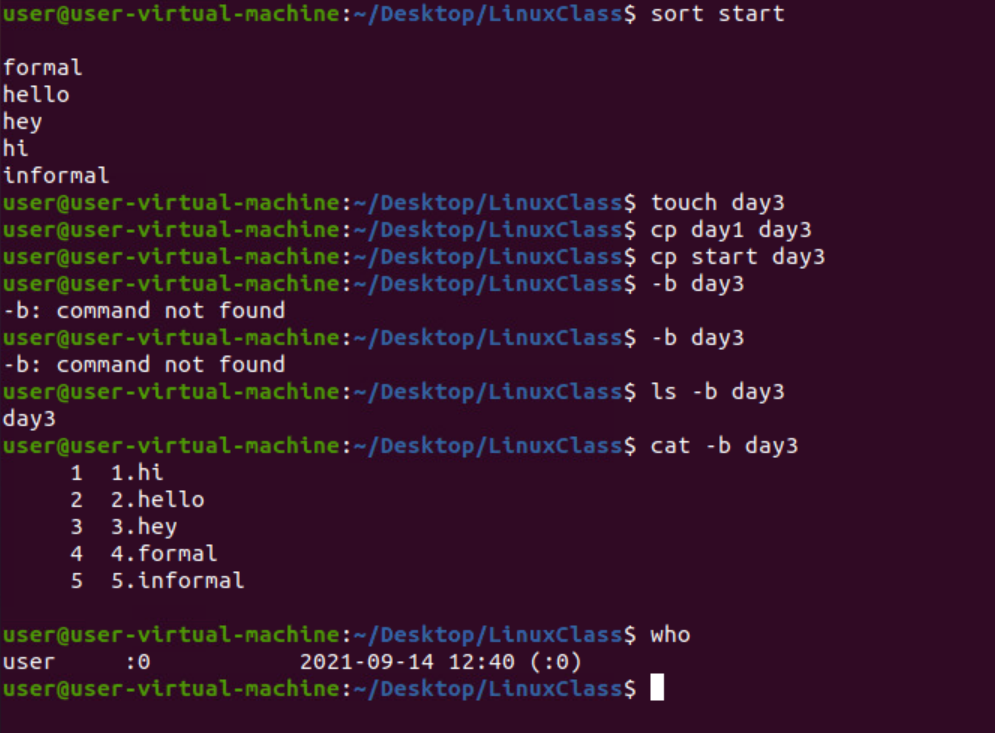 user@user-virtual-machine:~/Desktop/LinuxClass$ sort start

formal
hello
hey
hi
informal
user@user-virtual-machine:~/Desktop/LinuxClass$ touch day3
user@user-virtual-machine:~/Desktop/LinuxClass$ cp day1 day3
user@user-virtual-machine:~/Desktop/LinuxClass$ cp start day3
user@user-virtual-machine:~/Desktop/LinuxClass$ -b day3
-b: command not found
user@user-virtual-machine:~/Desktop/LinuxClass$ -b day3
-b: command not found
user@user-virtual-machine:~/Desktop/LinuxClass$ ls -b day3
day3
user@user-virtual-machine:~/Desktop/LinuxClass$ cat -b day3
     1  1.hi
     2  2.hello
     3  3.hey
     4  4.formal
     5  5.informal

user@user-virtual-machine:~/Desktop/LinuxClass$ who
user     :0           2021-09-14 12:40 (:0)
user@user-virtual-machine:~/Desktop/LinuxClass$